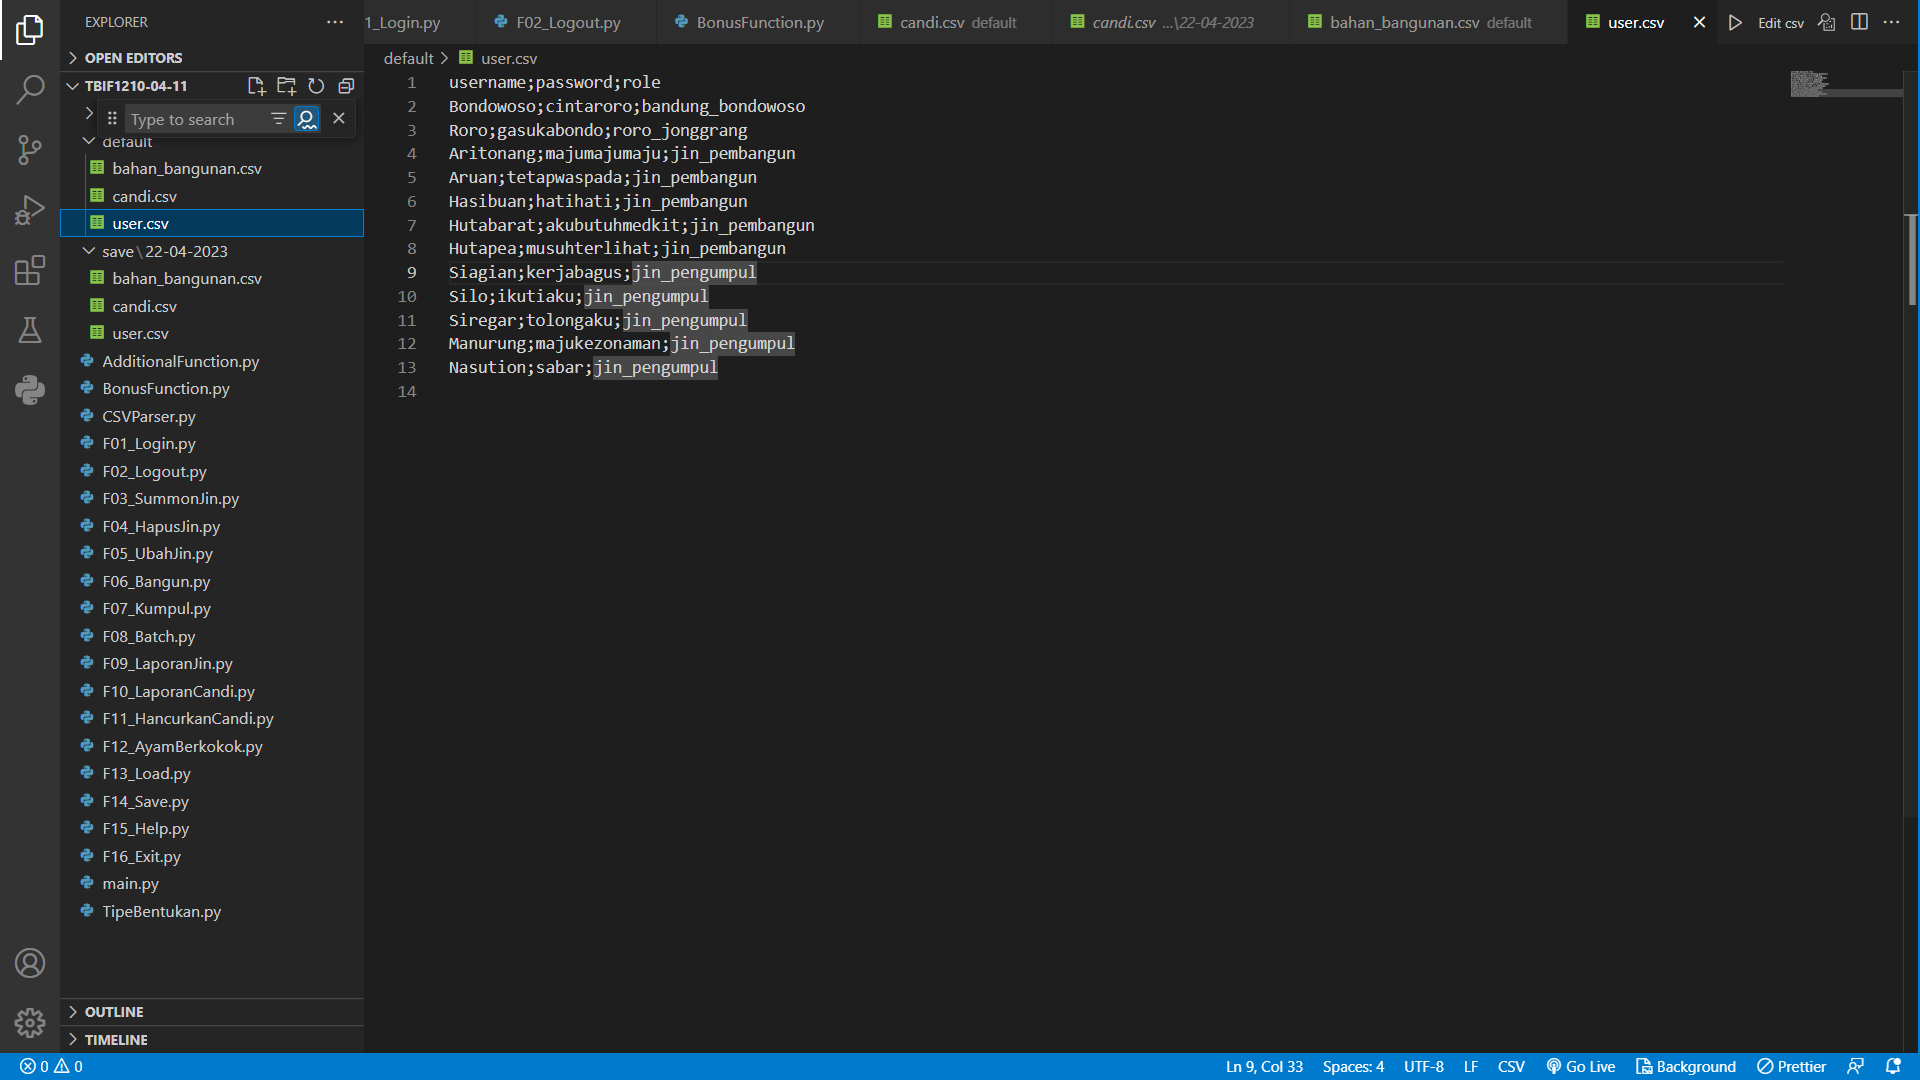 EXPLORER
OPEN EDITORS
TBIF1210-04-11
Type to search
default
bahan_bangunan.csv
candi.csv
user.csv
save\22-04-2023
bahan_bangunan.csv
candi.csv
user.csv
AdditionalFunction.py
BonusFunction.py
CSVParser.py
F01_Login.py
F02_Logout.py
F03_SummonJin.py
F04_HapusJin.py
F05_UbahJin.py
F06_Bangun.py
F07_Kumpul.py
F08_Batch.py
F09_LaporanJin.py
F10_LaporanCandi.py
F11_HancurkanCandi.py
F12_AyamBerkokok.py
F13_Load.py
F14_Save.py
F15_Help.py
F16_Exit.py
main.py
TipeBentukan.py
OUTLINE
TIMELINE
1_Login.py F02_Logout.py BonusFunction.py candi.csv default candi.csv ...\22-04-2023 bahan_bangunan.csv default user.csv Edit csv
default > user.csv
1 username;password;role
2 Bondowoso;cintaroro;bandung_bondowoso
3 Roro;gasukabondo;roro_jonggrang
4 Aritonang;majumajumaju;jin_pembangun
5 Aruan;tetapwaspada;jin_pembangun
6 Hasibuan;hatihati;jin_pembangun
7 Hutabarat;akubutuhmedkit;jin_pembangun
8 Hutapea;musuhterlihat;jin_pembangun
9 Siagian;kerjabagus;jin_pengumpul
10 Silo;ikutiaku;jin_pengumpul
11 Siregar;tolongaku;jin_pengumpul
12 Manurung;majukezonaman;jin_pengumpul
13 Nasution;sabar;jin_pengumpul
14
0 0 Ln 9, Col 33 Spaces: 4 UTF-8 LF CSV Go Live Background Prettier